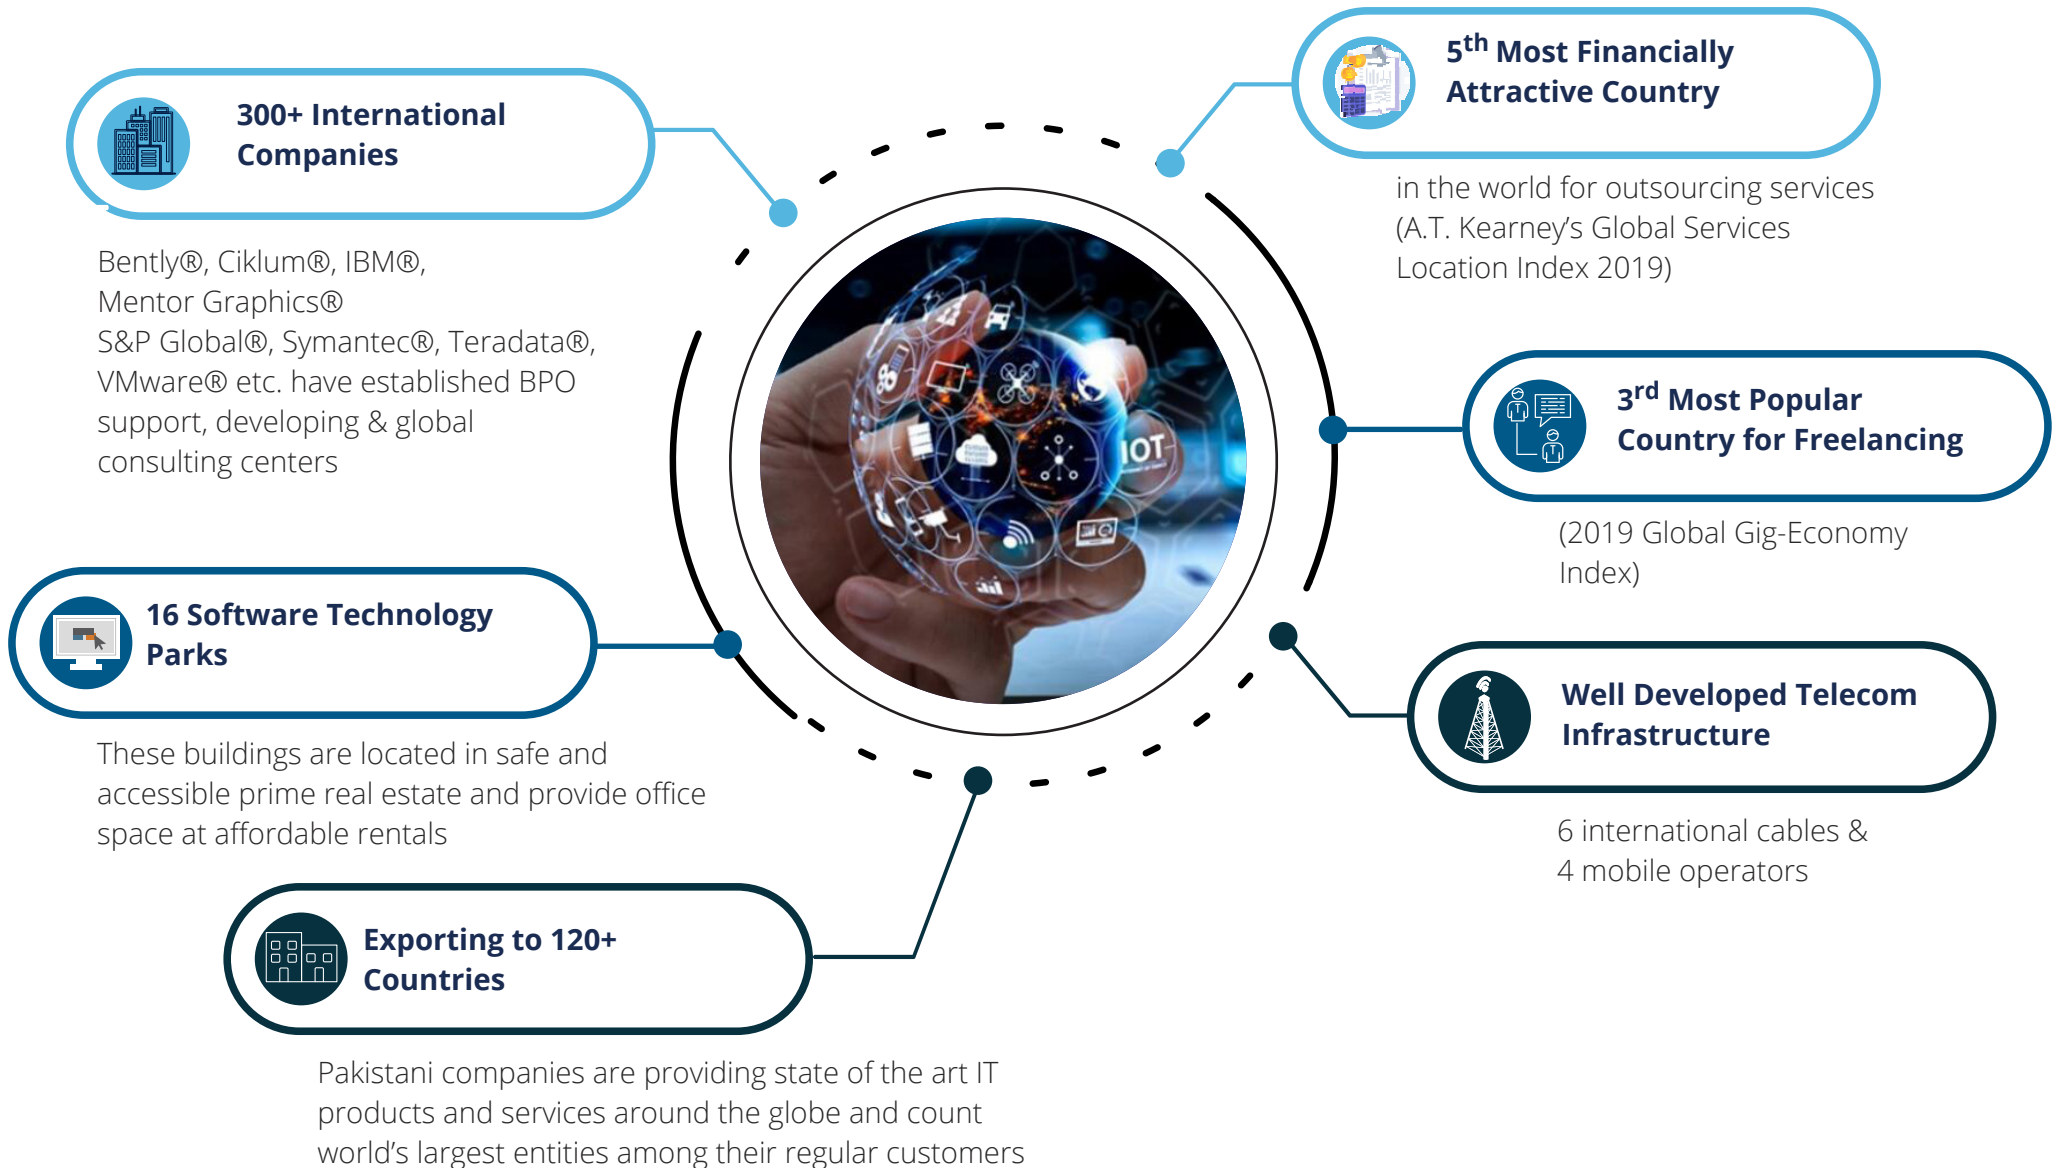 300+ International
Companies
Bently®, Ciklum®, IBM®,
Mentor Graphics®
S&P Global®, Symantec®, Teradata®,
VMware® etc. have established BPO
support, developing & global
consulting centers
16 Software Technology
Parks
These buildings are located in safe and
accessible prime real estate and provide office
space at affordable rentals
Exporting to 120+
Countries
Pakistani companies are providing state of the art IT
products and services around the globe and count
world’s largest entities among their regular customers
IOT
5th Most Financially
Attractive Country
in the world for outsourcing services
(A.T. Kearney’s Global Services
Location Index 2019)
3rd Most Popular
Country for Freelancing
(2019 Global Gig-Economy
Index)
Well Developed Telecom
Infrastructure
6 international cables &
4 mobile operators